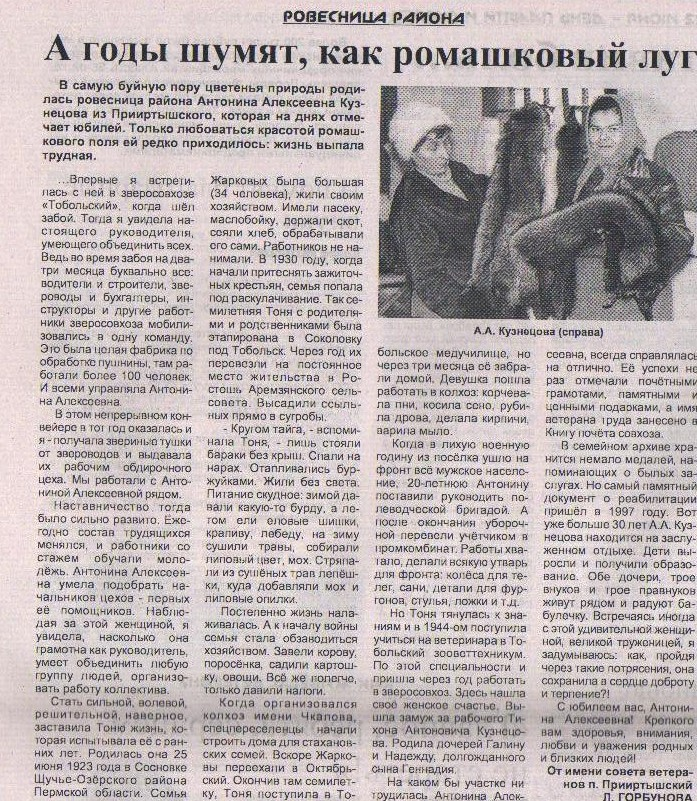 РОВЕСНИЦА РАЙОНА
А годы шумят, как ромашковый луг
В самую буйную пору цветенья природы роди-
лась ровесница района Антонина Алексеевна Куз-
нецова из Прииртышского, которая на днях отме-
чает юбилей. Только любоваться красотой ромаш-
кового поля ей редко приходилось: жизнь выпала
трудная.
...Впервые я встрети-
лась с ней в зверосовхозе
«Тобольский», когда шёл
забой. Тогда я увидела на-
стоящего руководителя,
умеющего объединить всех.
Ведь во время забоя на два-
три месяца буквально все:
водители и строители, зве-
роводы и бухгалтеры, ин-
структоры и другие работ-
ники зверосовхоза мобили-
зовались в одну команду.
Это была целая фабрика по
обработке пушнины, там ра-
ботали более 100 человек.
И всеми управляла Антони-
на Алексеевна.
В этом непрерывном кон-
вейере в тот год оказалась и
я - получала звериные тушки
от звероводов и выдавала
их рабочим обдирочного
цеха. Мы работали с Анто-
ниной Алексеевной рядом.
Наставничество тогда
было сильно развито. Еже-
годно состав трудящихся
менялся, и работники со
стажем обучали моло-
дёжь. Антонина Алексеев-
на умела подобрать на-
чальников цехов - первых
её помощников. Наблю-
дая за этой женщиной, я
увидела, насколько она
грамотна как руководитель,
умеет объединить любую
группу людей, организо-
вать работу коллектива.
Стать сильной, волевой,
решительной, наверное,
заставила Тоню жизнь, ко-
торая испытывала её с ран-
них лет. Родилась она 25
июня 1923 года в Сосновке
Щучье-Озёрского района
Пермской области. Семья
Жарковых была большая
(34 человека), жили своим
хозяйством. Имели пасеку,
маслобойку, держали скот,
сеяли хлеб, обрабатывали
его сами. Работников не на-
нимали. В 1930 году, когда
начали притеснять зажиточ-
ных крестьян, семья попала
под раскулачивание. Так се-
милетняя Тоня с родителя-
ми и родственниками была
этапирована в Соколовку
под Тобольск. Через год их
перевезли на постоянное
место жительства в Ро-
стошь Аремзянского сель-
совета. Высадили ссыль-
ных прямо в сугробы.
- Кругом тайга, - вспоми-
нала Тоня, - лишь стояли
бараки без крыш. Спали на
нарах. Отапливались бур-
жуйками. Жили без света.
Питание скудное: зимой да-
вали какую-то бурду, а ле-
том ели еловые шишки,
крапиву, лебеду, на зиму
сушили травы, собирали
липовый цвет, мох. Стряпа-
ли из сушёных трав лепёш-
ки, куда добавляли мох и
липовые опилки.
Постепенно жизнь нала-
живалась. А к началу войны
семья стала обзаводиться
хозяйством. Завели корову,
поросёнка, садили картош-
ку, овощи. Всё же полегче,
только давили налоги.
Когда организовался
колхоз имени Чкалова,
спецпереселенцы начали
строить дома для стаханов-
ских семей. Вскоре Жарко-
вы переехали в Октябрь-
ский. Окончив там семилет-
ку, Тоня поступила в То-
А.А. Кузнецова (справа)
больское медучилище, но
через три месяца её забра-
ли домой. Девушка пошла
работать в колхоз: корчева-
ла пни, косила сено, руби-
ла дрова, делала кирпичи,
варила мыло.
Когда в лихую военную
годину из посёлка ушло на
фронт всё мужское населе-
ние, 20-летнюю Антонину
поставили руководить по-
леводческой бригадой. А
после окончания убороч-
ной перевели учётчиком в
промкомбинат. Работы хва-
тало, делали всякую утварь
для фронта: колёса для те-
лег, сани, детали для фур-
гонов, стулья, ложки и т.д.
Но Тоня тянулась к зна-
ниям и в 1944-ом поступила
учиться на ветеринара в То-
больский зооветтехникум.
По этой специальности и
пришла через год работать
в зверосовхоз. Здесь нашла
своё женское счастье. Вы-
шла замуж за рабочего Ти-
хона Антоновича Кузнецо-
ва. Родила дочерей Галину
и Надежду, долгожданного
сына Геннадия.
На каком бы участке ни
трудилась Антонина Алек-
сеевна, всегда справлялась
на отлично. Её успехи не
раз отмечали почётными
грамотами, памятными и
ценными подарками, а имя
ветерана труда занесено в
Книгу почёта совхоза.
В семейном архиве хра-
нится немало медалей, на-
поминающих о былых за-
слугах. Но самый памятный
документ о реабилитации
пришёл в 1997 году. Вот
уже больше 30 лет А.А. Куз-
нецова находится на заслу-
женном отдыхе. Дети вы-
росли и получили образо-
вание. Обе дочери, трое
внуков и трое правнуков
живут рядом и радуют ба-
булечку. Встречаясь иногда
с этой удивительной женщи-
ной, великой труженицей, я
задумываюсь: как, пройдя
через такие потрясения, она
сохранила в сердце доброту
и терпение?!
С юбилеем вас, Антони-
на Алексеевна! Крепкого
вам здоровья, внимания,
любви и уважения родных
и близких людей!
От имени совета ветера-
нов п. Прииртышский
Л. ГОРБУНОВА